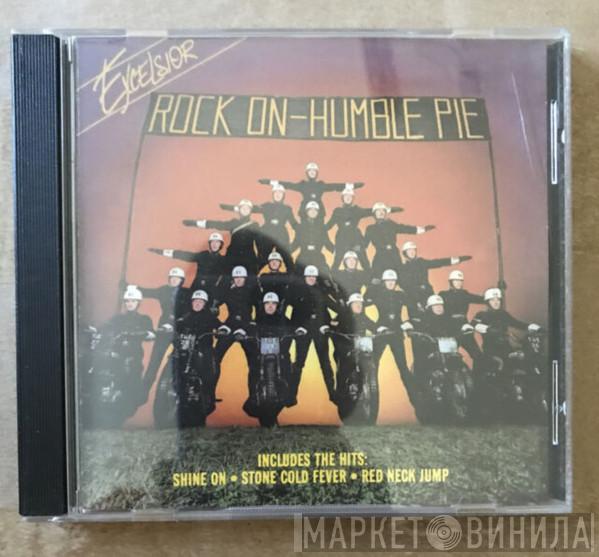 EXCELSIOR
ROCK ON-HUMBLE PIE
INCLUDES THE HITS:
SHINE ON • STONE COLD FEVER • RED NECK JUMP
МАРКЕТ ВИНИЛА